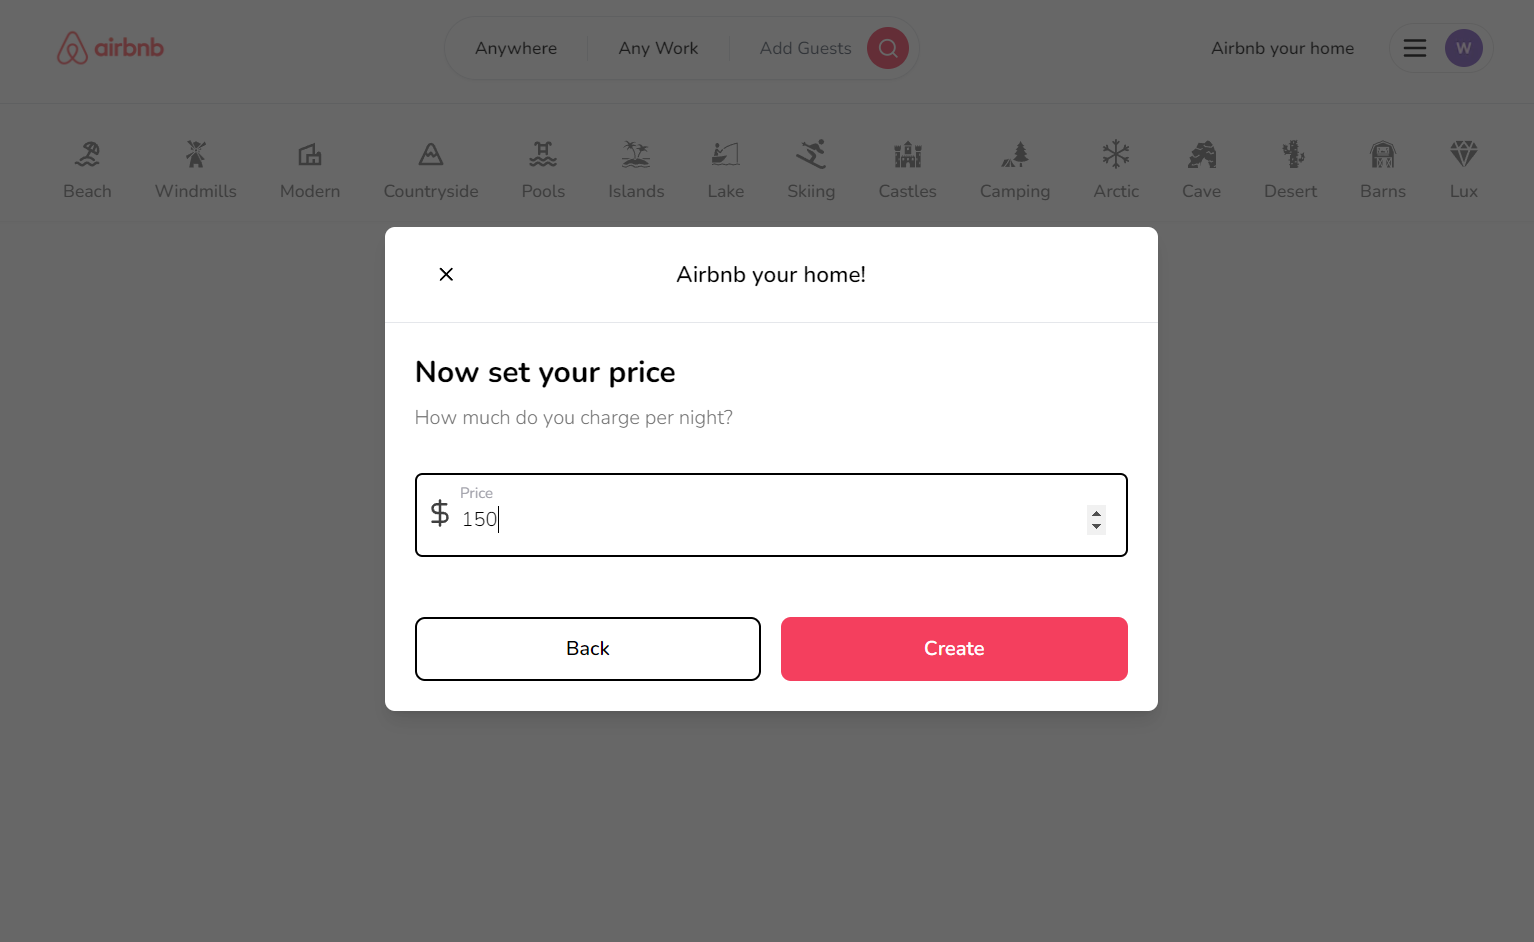 airbnb
Anywhere Any Work Add Guests
Airbnb your home
W
Beach Windmills Modern Countryside Pools Islands Lake Skiing Castles Camping Arctic Cave Desert Barns Lux
Airbnb your home!
Now set your price
How much do you charge per night?
Price
$ 150
Back Create